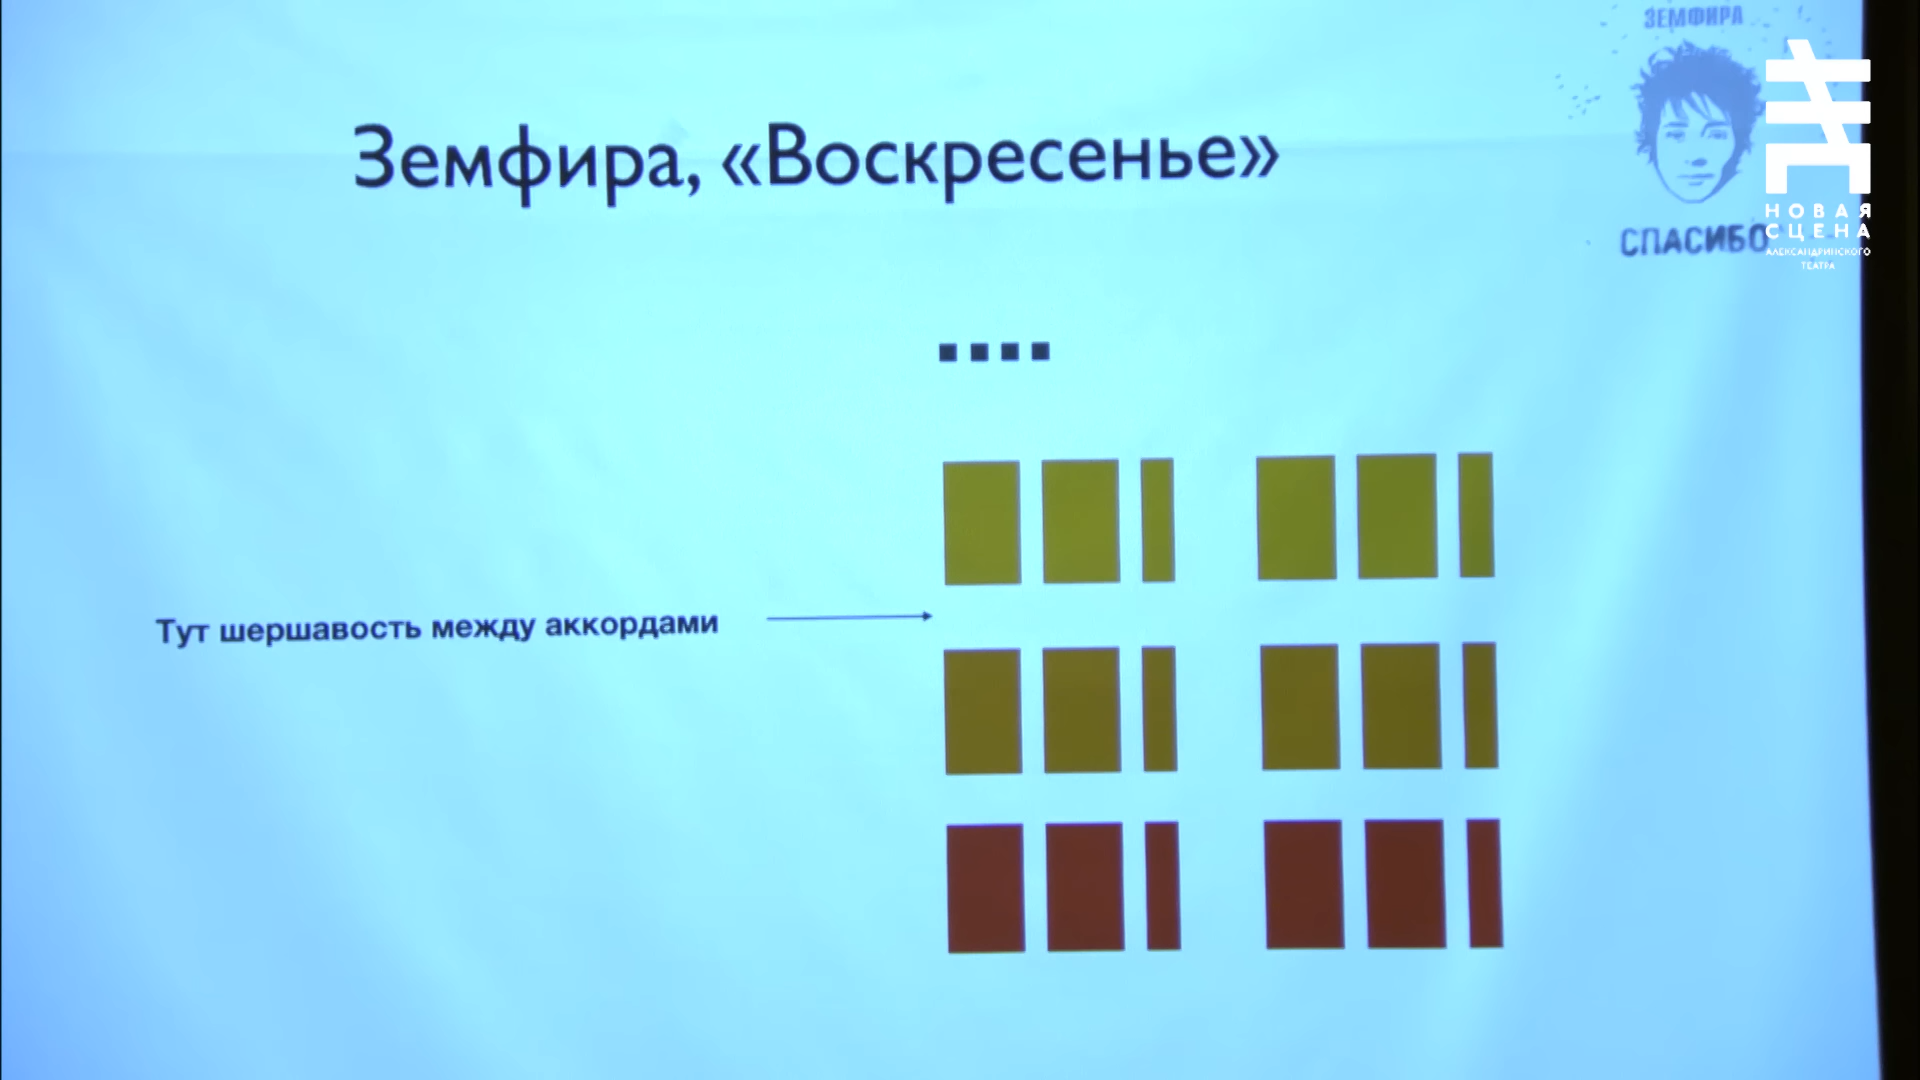 ЗЕМФИРА
Земфира, «Воскресенье»
СПАСИБО
НОВАЯ
СЦЕНА
АЛЕКСАНДРИНСКОГО
ТЕАТРА
Тут шершавость между аккордами